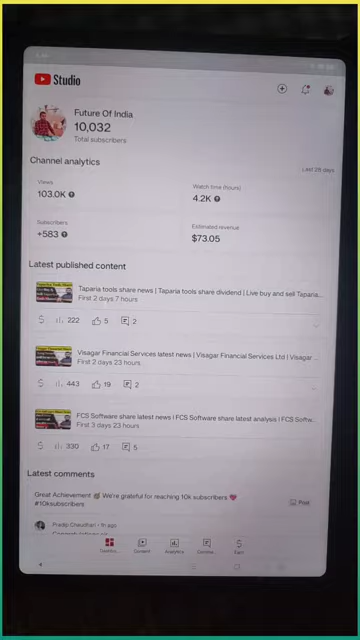 Studio
Future Of India
10,032
Total subscribers
Channel analytics
Last 28 days
Views
103.0K
Watch time (hours)
4.2K
Subscribers
+583
Estimated revenue
$73.05
Latest published content
Taparia tools share news | Taparia tools share dividend | Live buy and sell Taparia...
First 2 days 7 hours
222 5 2
Visagar Financial Services latest news | Visagar Financial Services Ltd | Visagar ...
First 2 days 23 hours
443 19 2
FCS Software share latest news | FCS Software share latest analysis | FCS Softw...
First 3 days 23 hours
330 17 5
Latest comments
Great Achievement We're grateful for reaching 10k subscribers
#10ksubscribers
Post
Pradip Chaudhari • 1h ago
Content
Analytics
Earn